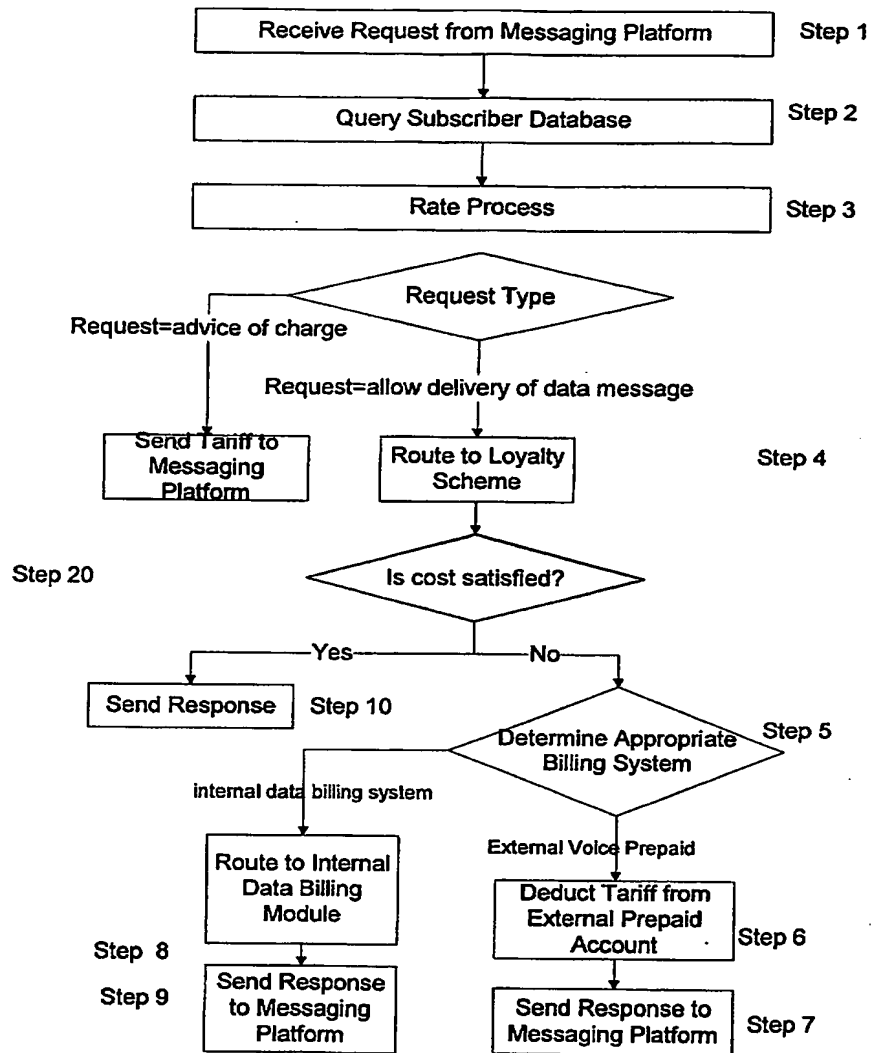 Receive Request from Messaging Platform
Step 1
Query Subscriber Database
Step 2
Rate Process
Step 3
Request Type
Request=advice of charge
Request=allow delivery of data message
Send Tariff to
Messaging
Platform
Route to Loyalty
Scheme
Step 4
Step 20
Is cost satisfied?
Yes
No
Send Response
Step 10
Determine Appropriate
Billing System
Step 5
internal data billing system
External Voice Prepaid
Route to Internal
Data Billing
Module
Deduct Tariff from
External Prepaid
Account
Step 6
Step 8
Step 9
Send Response
to Messaging
Platform
Send Response to
Messaging Platform
Step 7